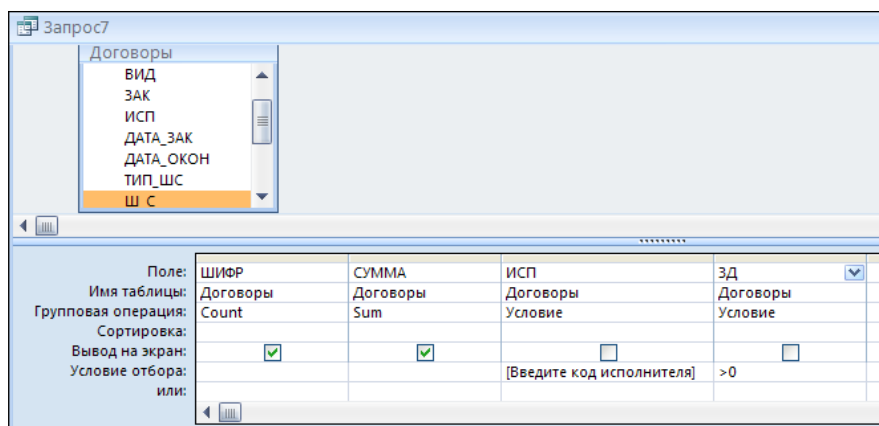 Запрос7
Договоры
ВИД
ЗАК
ИСП
ДАТА_ЗАК
ДАТА_ОКОН
ТИП_ШС
Ш_С
Поле: ШИФР СУММА ИСП ЗД
Имя таблицы: Договоры Договоры Договоры Договоры
Групповая операция: Count Sum Условие Условие
Сортировка:
Вывод на экран:
Условие отбора: [Введите код исполнителя] >0
или: